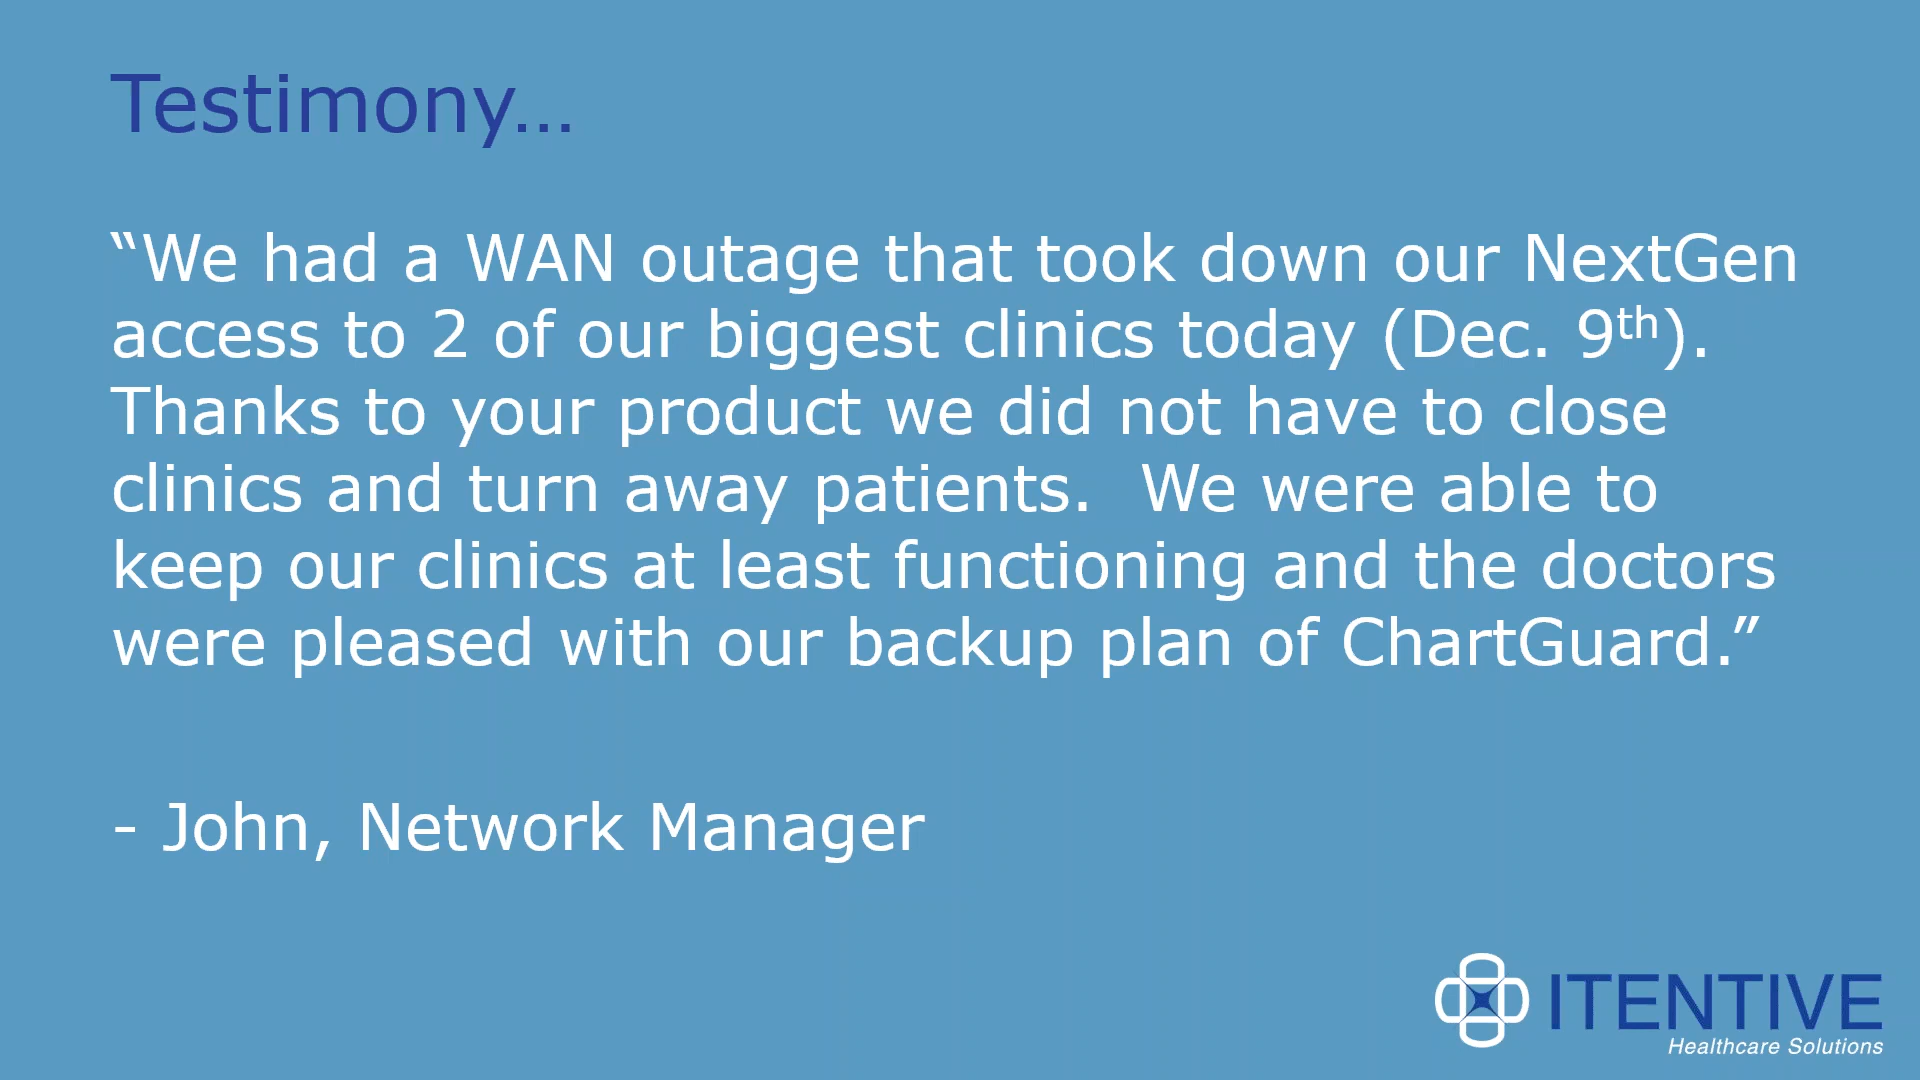 Testimony...
“We had a WAN outage that took down our NextGen
access to 2 of our biggest clinics today (Dec. 9th).
Thanks to your product we did not have to close
clinics and turn away patients.  We were able to
keep our clinics at least functioning and the doctors
were pleased with our backup plan of ChartGuard.”
- John, Network Manager
ITENTIVE
Healthcare Solutions